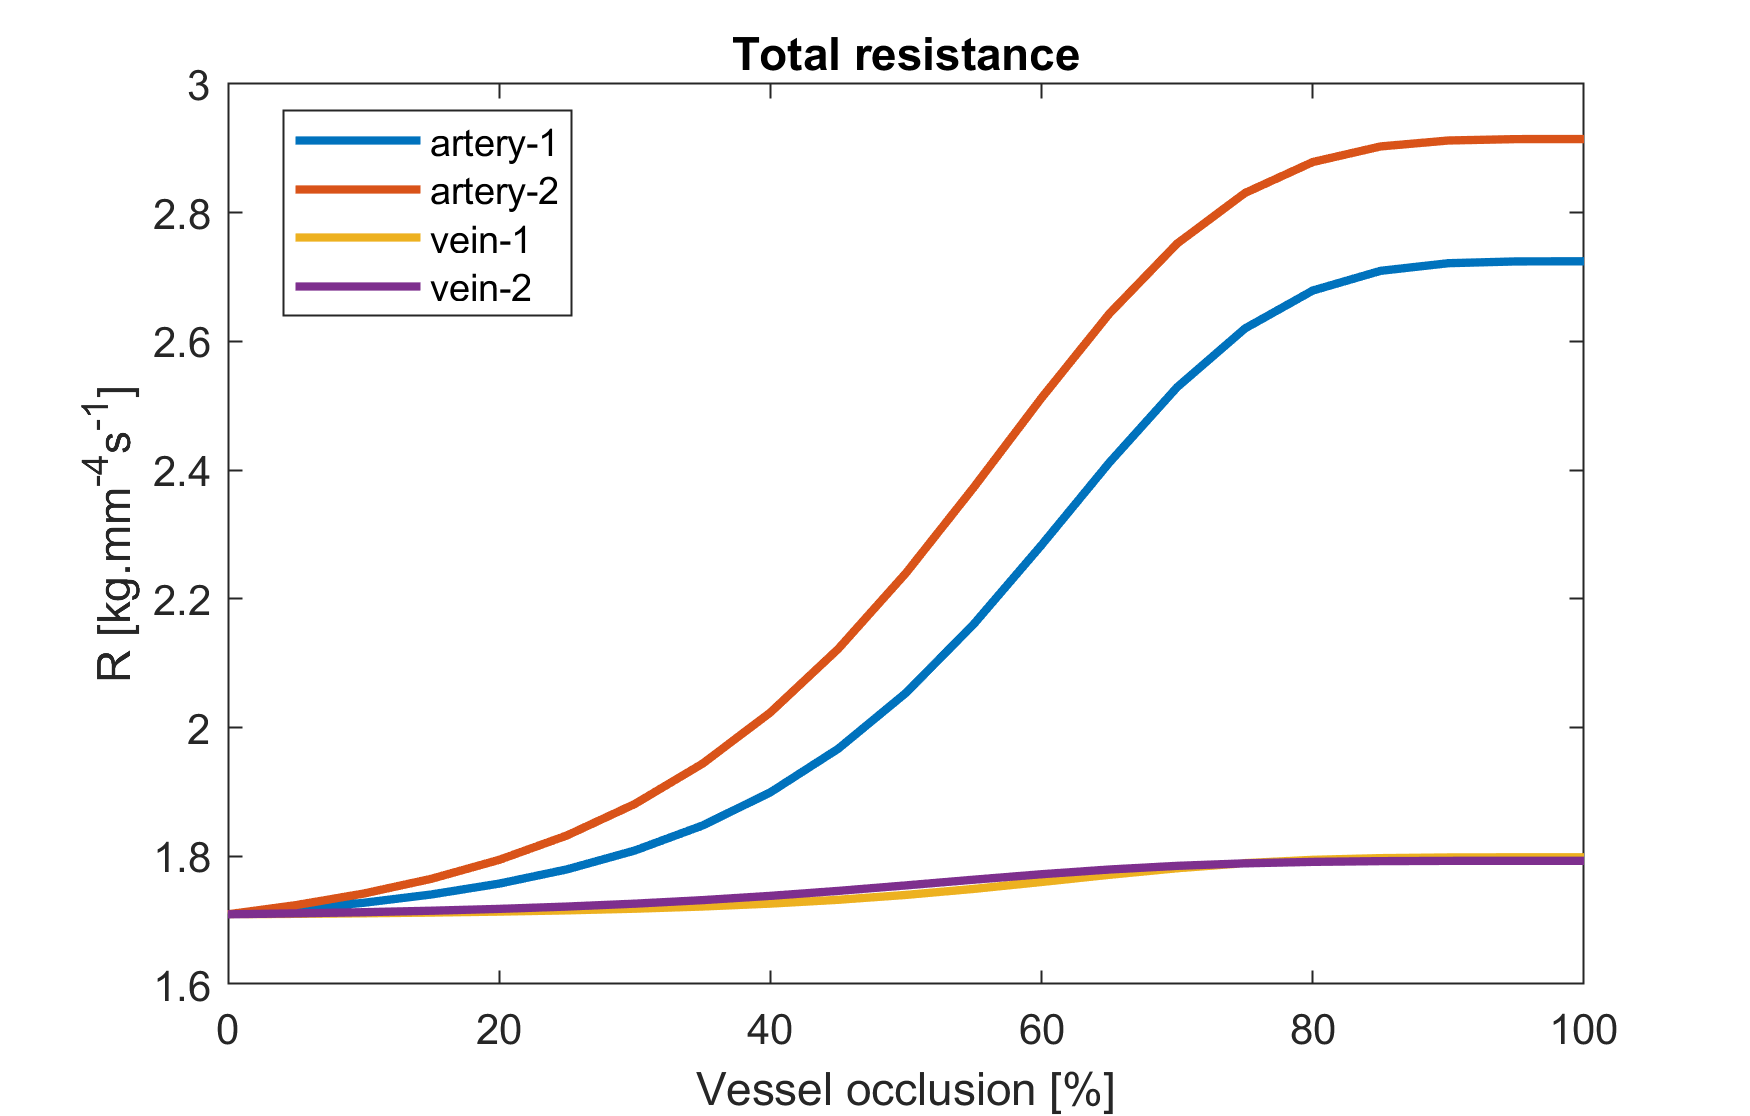 Total resistance
3
2.8
2.6
2.4
2.2
2
1.8
1.6
R [kg.mm⁻⁴s⁻¹]
artery-1
artery-2
vein-1
vein-2
0 20 40 60 80 100
Vessel occlusion [%]